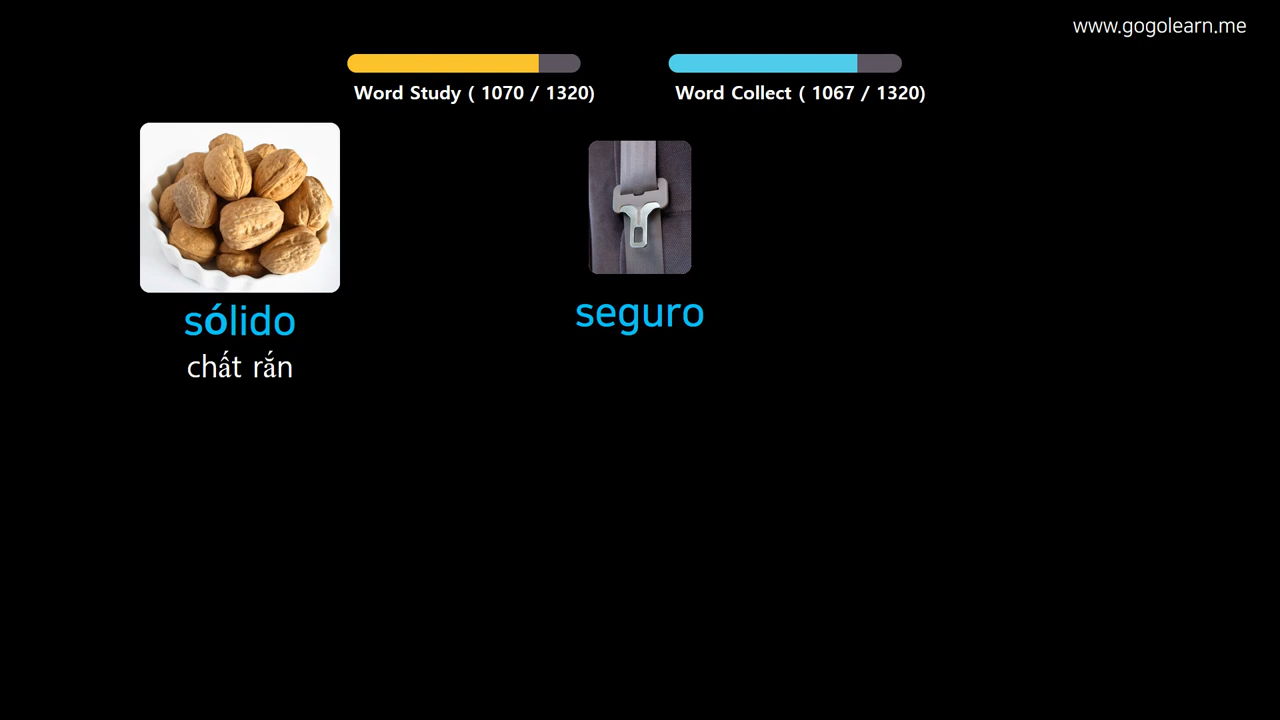 www.gogolearn.me
Word Study ( 1070 / 1320)
Word Collect ( 1067 / 1320)
sólido
chất rắn
seguro